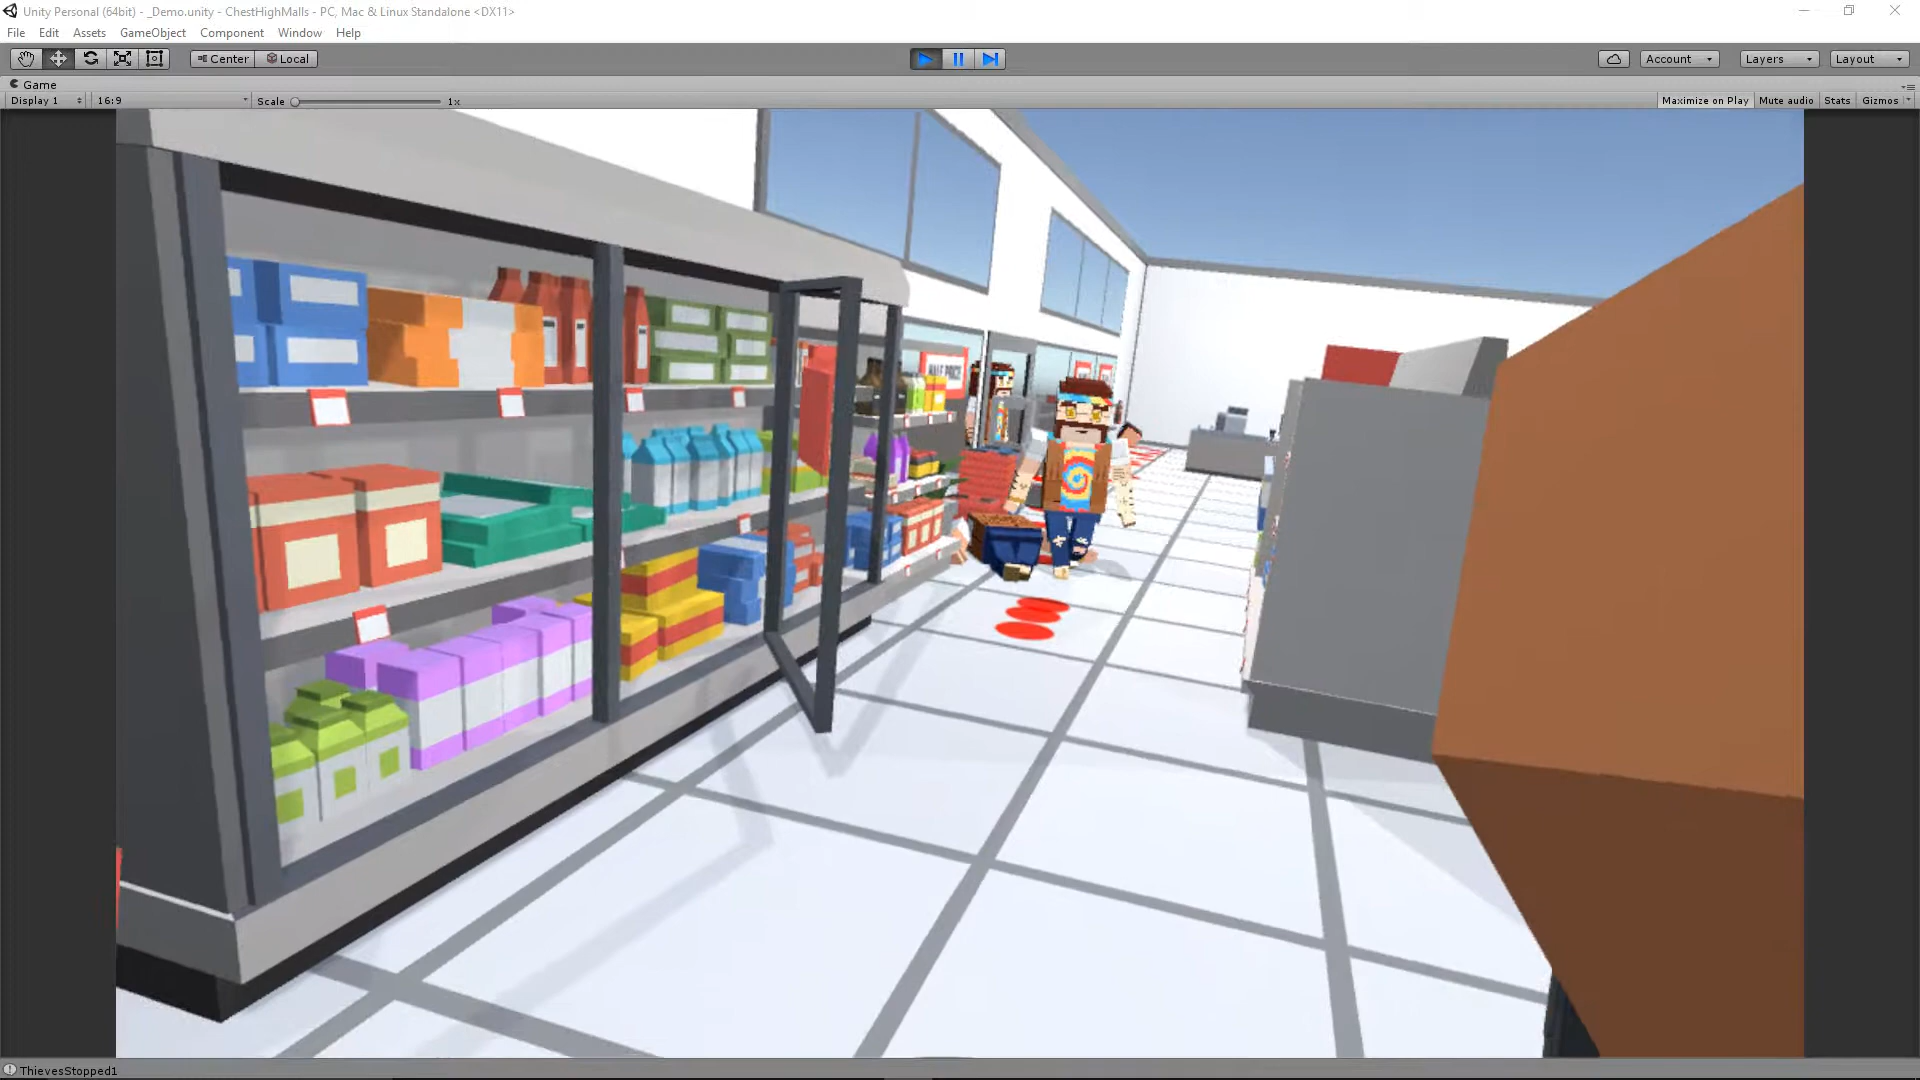 Unity Personal (64bit) - _Demo.unity - ChestHighMalls - PC, Mac & Linux Standalone <DX11>
File Edit Assets GameObject Component Window Help
Center Local Account Layers Layout
Game
Display 1 16:9 Scale 1x Maximize on Play Mute audio Stats Gizmos
HALF PRICE
ThievesStopped1